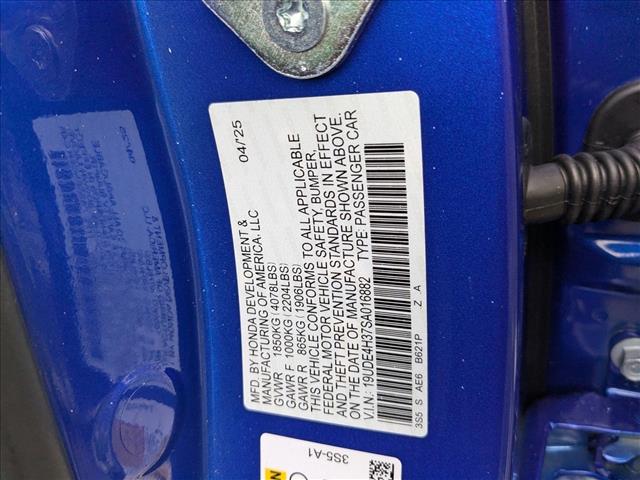 MFD. BY HONDA DEVELOPMENT & 04/25
MANUFACTURING OF AMERICA, LLC
GVWR 1850KG (4078LBS)
GAWR F 1000KG (2204LBS)
GAWR R 865KG (1906LBS)
THIS VEHICLE CONFORMS TO ALL APPLICABLE
FEDERAL MOTOR VEHICLE SAFETY, BUMPER,
AND THEFT PREVENTION STANDARDS IN EFFECT
ON THE DATE OF MANUFACTURE SHOWN ABOVE.
V.I.N.: 19UDE4H37SA016882 TYPE: PASSENGER CAR
3S5 S AE6 B621P Z A
3S5-A1